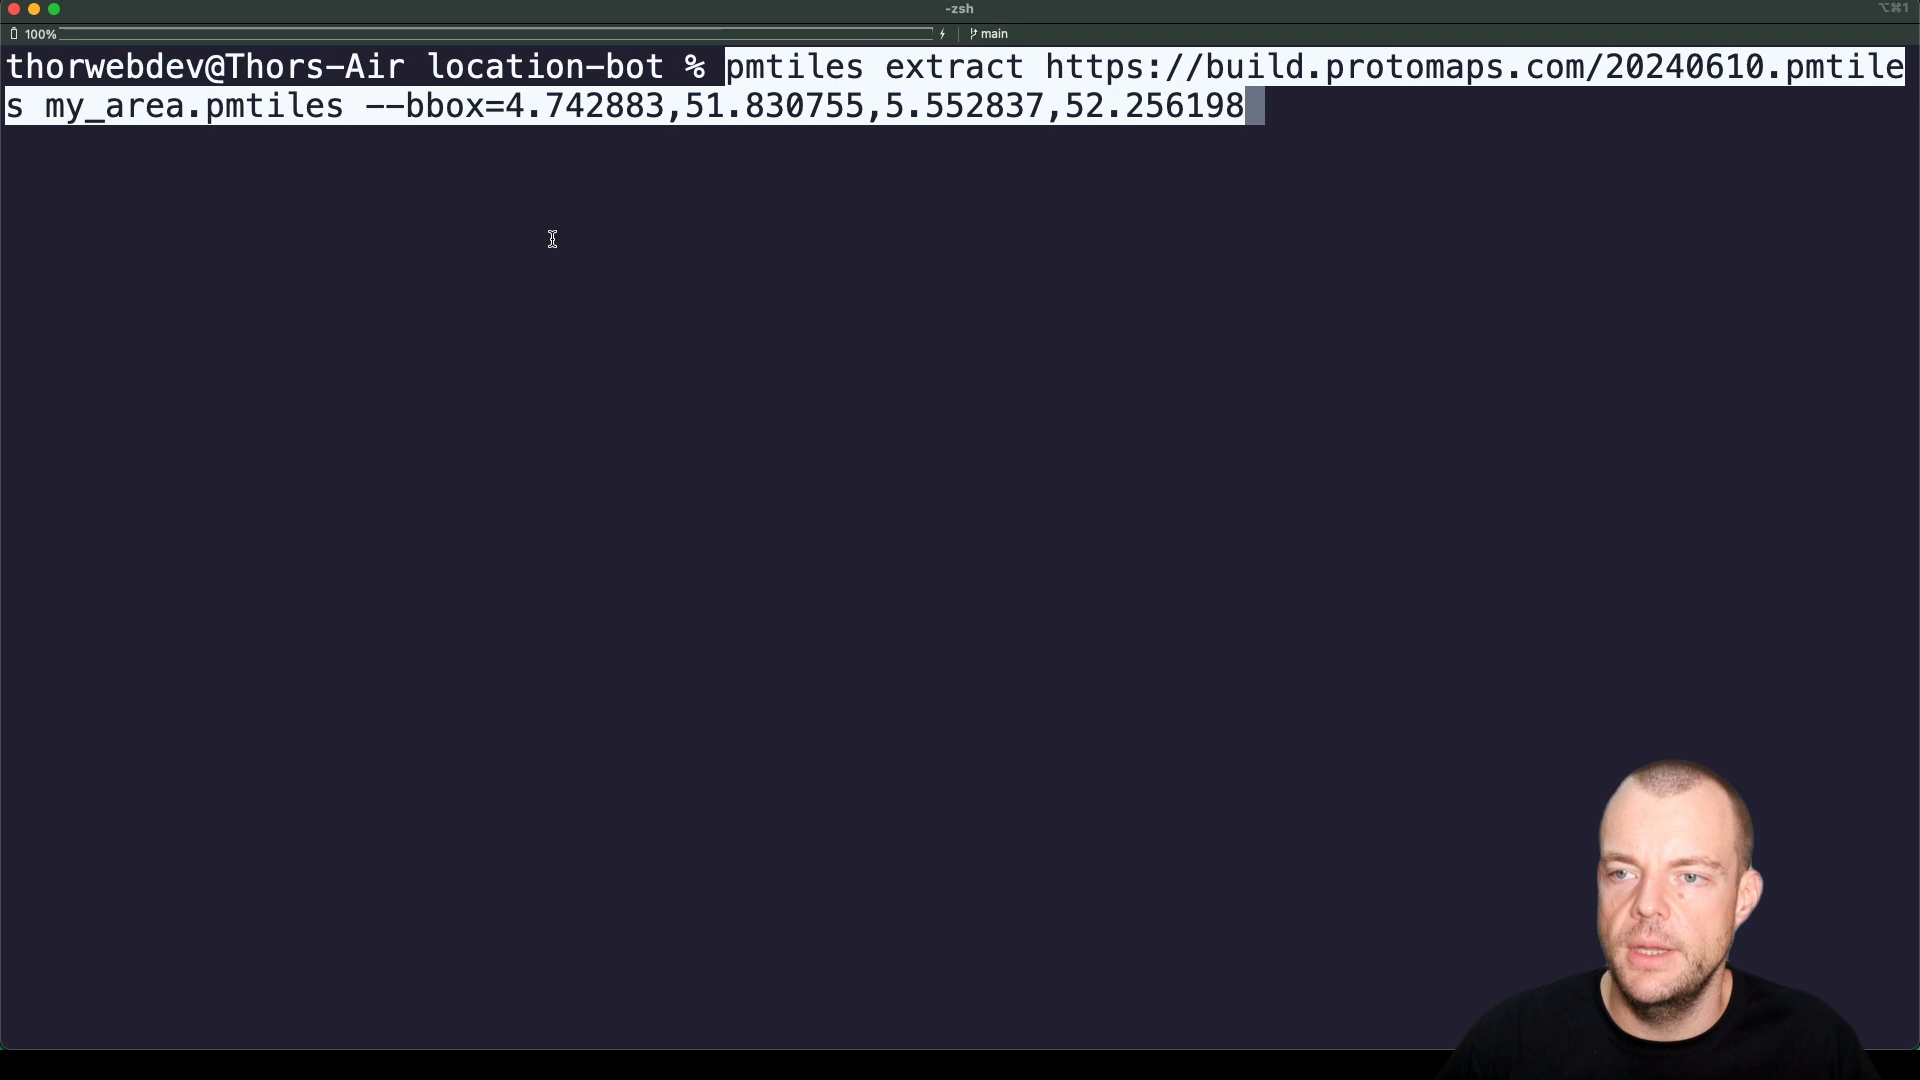 -zsh
⌥⌘1
100%
main
thorwebdev@Thors-Air location-bot % pmtiles extract https://build.protomaps.com/20240610.pmtile
s my_area.pmtiles --bbox=4.742883,51.830755,5.552837,52.256198